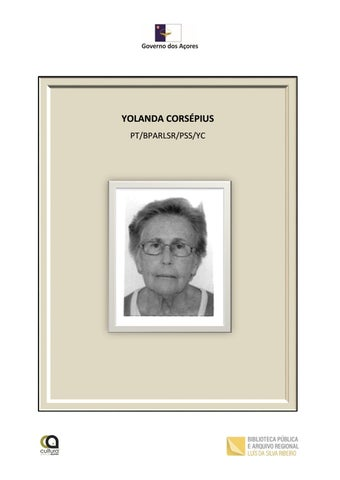 Governo dos Açores
YOLANDA CORSÉPIUS
PT/BPARLSR/PSS/YC
cultura
BIBLIOTECA PÚBLICA
E ARQUIVO REGIONAL
LUÍS DA SILVA RIBEIRO